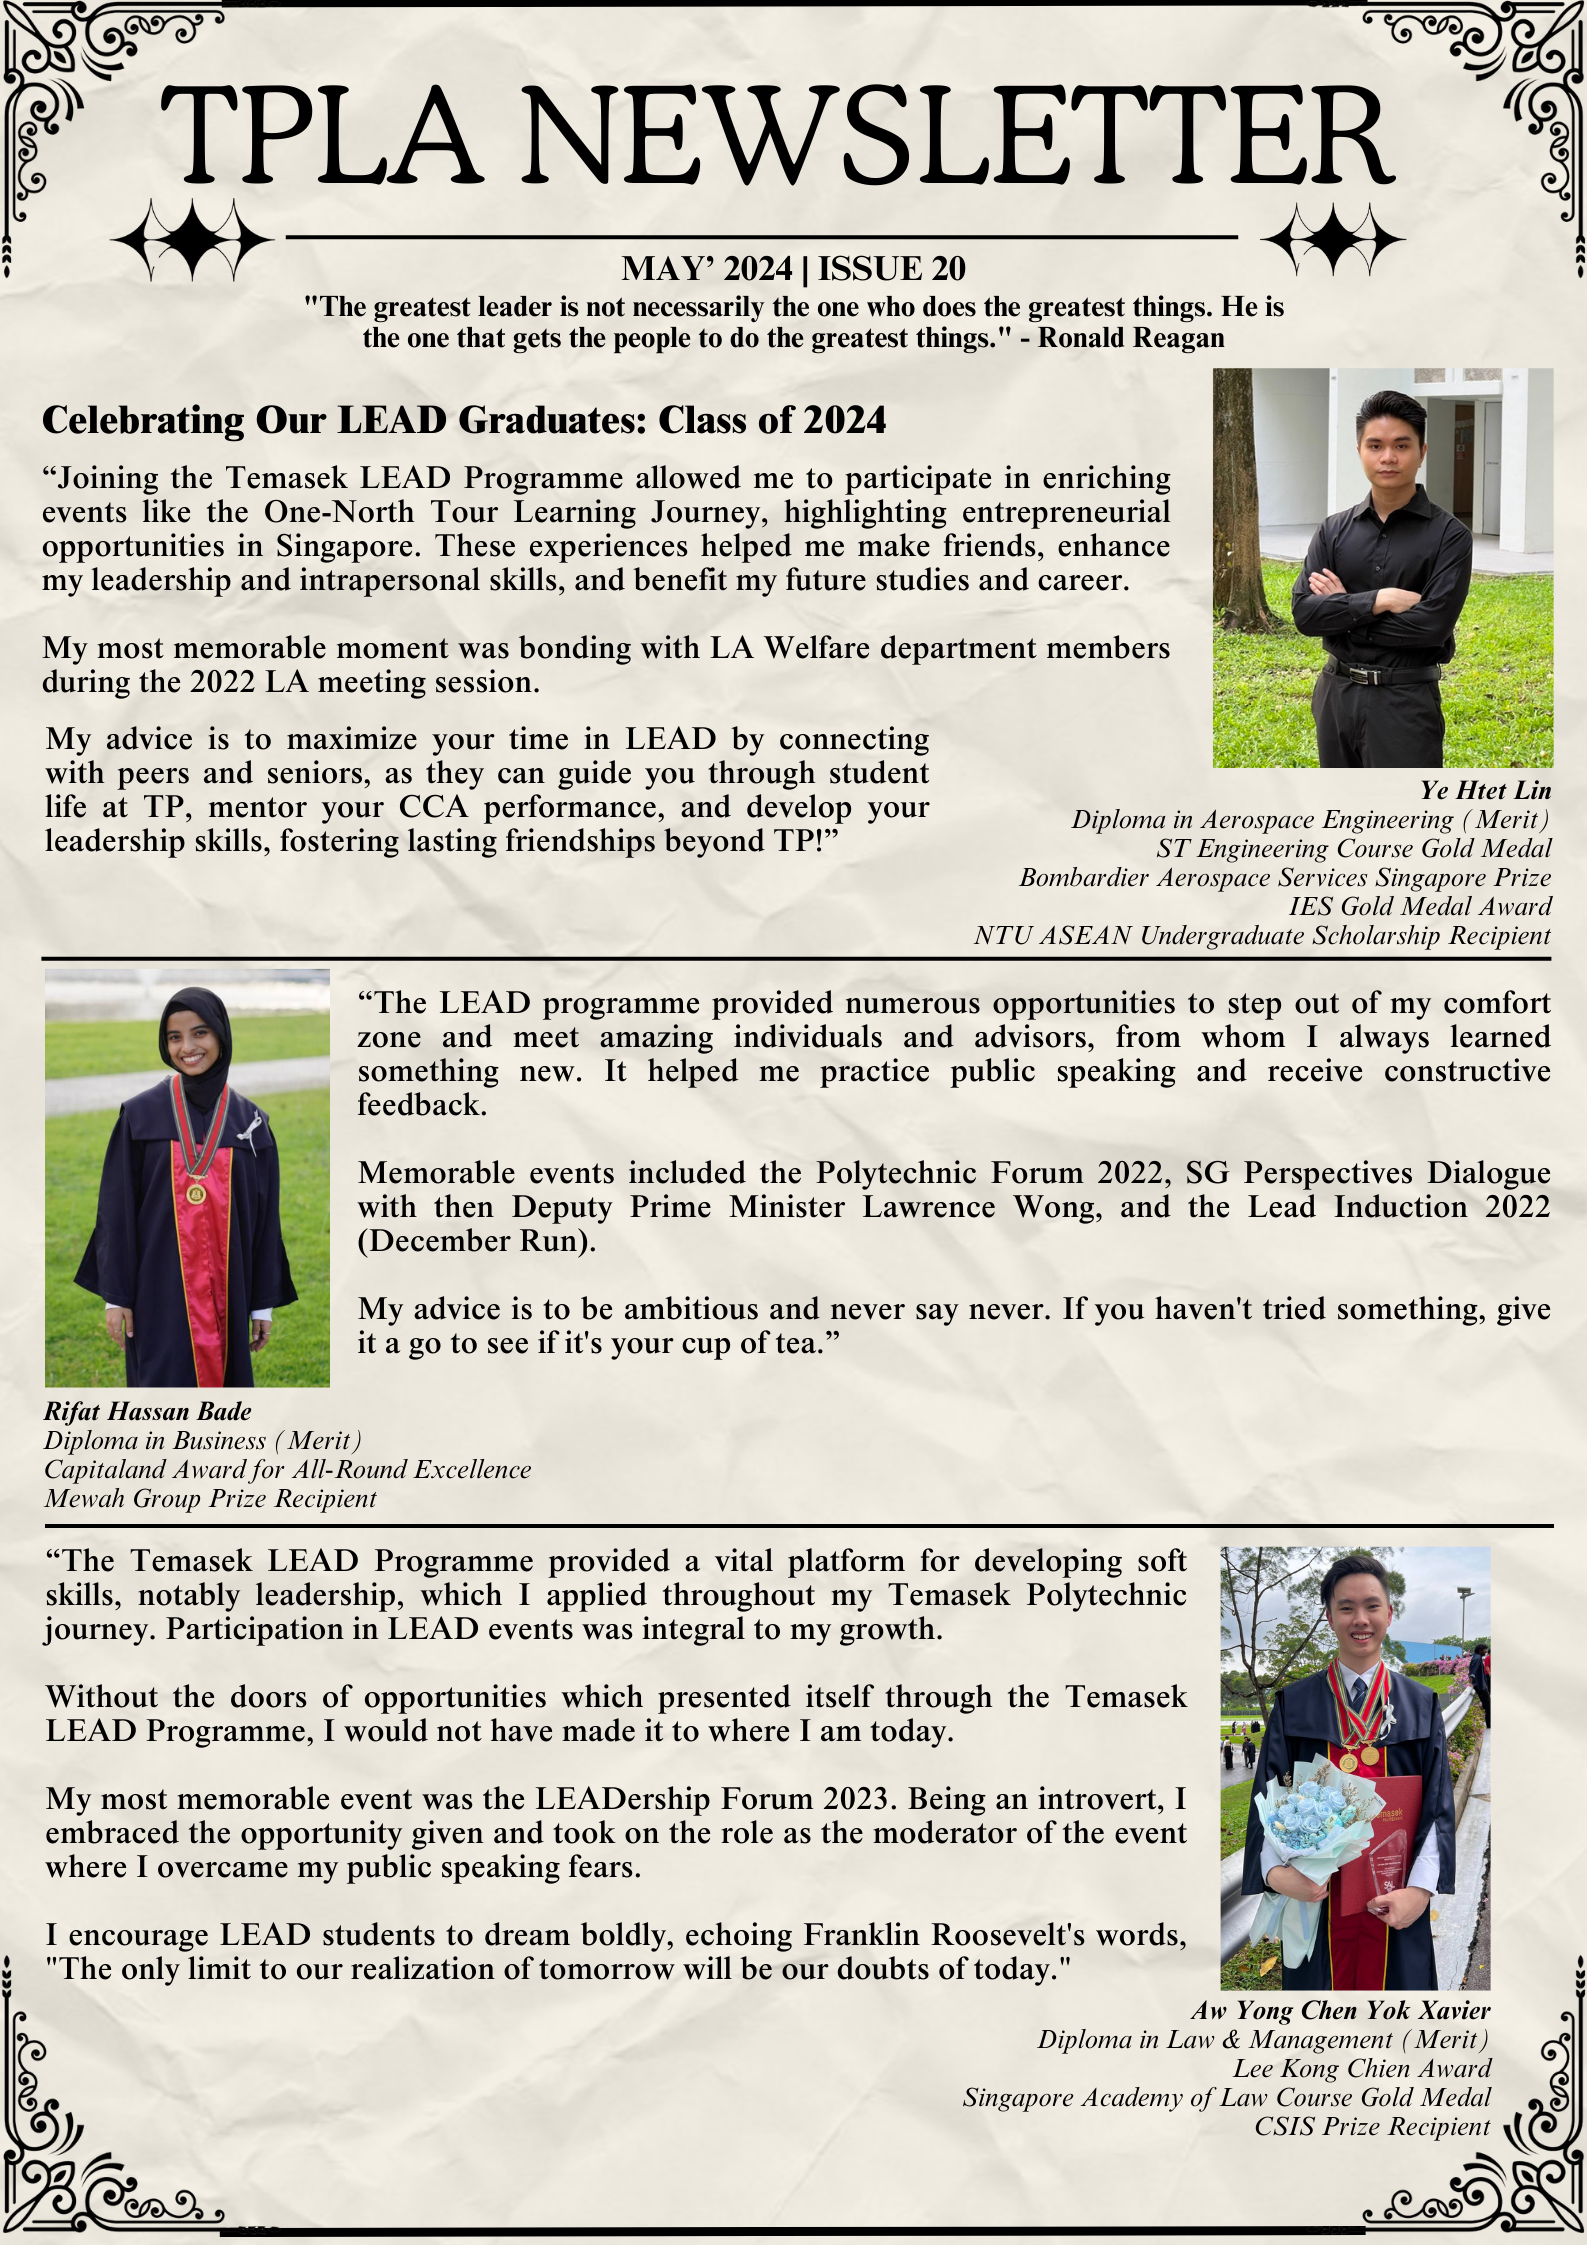 TPLA NEWSLETTER
MAY’ 2024 | ISSUE 20
"The greatest leader is not necessarily the one who does the greatest things. He is
the one that gets the people to do the greatest things." - Ronald Reagan
Celebrating Our LEAD Graduates: Class of 2024
“Joining the Temasek LEAD Programme allowed me to participate in enriching
events like the One-North Tour Learning Journey, highlighting entrepreneurial
opportunities in Singapore. These experiences helped me make friends, enhance
my leadership and intrapersonal skills, and benefit my future studies and career.
My most memorable moment was bonding with LA Welfare department members
during the 2022 LA meeting session.
My advice is to maximize your time in LEAD by connecting
with peers and seniors, as they can guide you through student
life at TP, mentor your CCA performance, and develop your
leadership skills, fostering lasting friendships beyond TP!”
Ye Htet Lin
Diploma in Aerospace Engineering (Merit)
ST Engineering Course Gold Medal
Bombardier Aerospace Services Singapore Prize
IES Gold Medal Award
NTU ASEAN Undergraduate Scholarship Recipient
“The LEAD programme provided numerous opportunities to step out of my comfort
zone and meet amazing individuals and advisors, from whom I always learned
something new. It helped me practice public speaking and receive constructive
feedback.
Memorable events included the Polytechnic Forum 2022, SG Perspectives Dialogue
with then Deputy Prime Minister Lawrence Wong, and the Lead Induction 2022
(December Run).
My advice is to be ambitious and never say never. If you haven't tried something, give
it a go to see if it's your cup of tea.”
Rifat Hassan Bade
Diploma in Business (Merit)
Capitaland Award for All-Round Excellence
Mewah Group Prize Recipient
“The Temasek LEAD Programme provided a vital platform for developing soft
skills, notably leadership, which I applied throughout my Temasek Polytechnic
journey. Participation in LEAD events was integral to my growth.
Without the doors of opportunities which presented itself through the Temasek
LEAD Programme, I would not have made it to where I am today.
My most memorable event was the LEADership Forum 2023. Being an introvert, I
embraced the opportunity given and took on the role as the moderator of the event
where I overcame my public speaking fears.
I encourage LEAD students to dream boldly, echoing Franklin Roosevelt's words,
"The only limit to our realization of tomorrow will be our doubts of today."
Aw Yong Chen Yok Xavier
Diploma in Law & Management (Merit)
Lee Kong Chien Award
Singapore Academy of Law Course Gold Medal
CSIS Prize Recipient